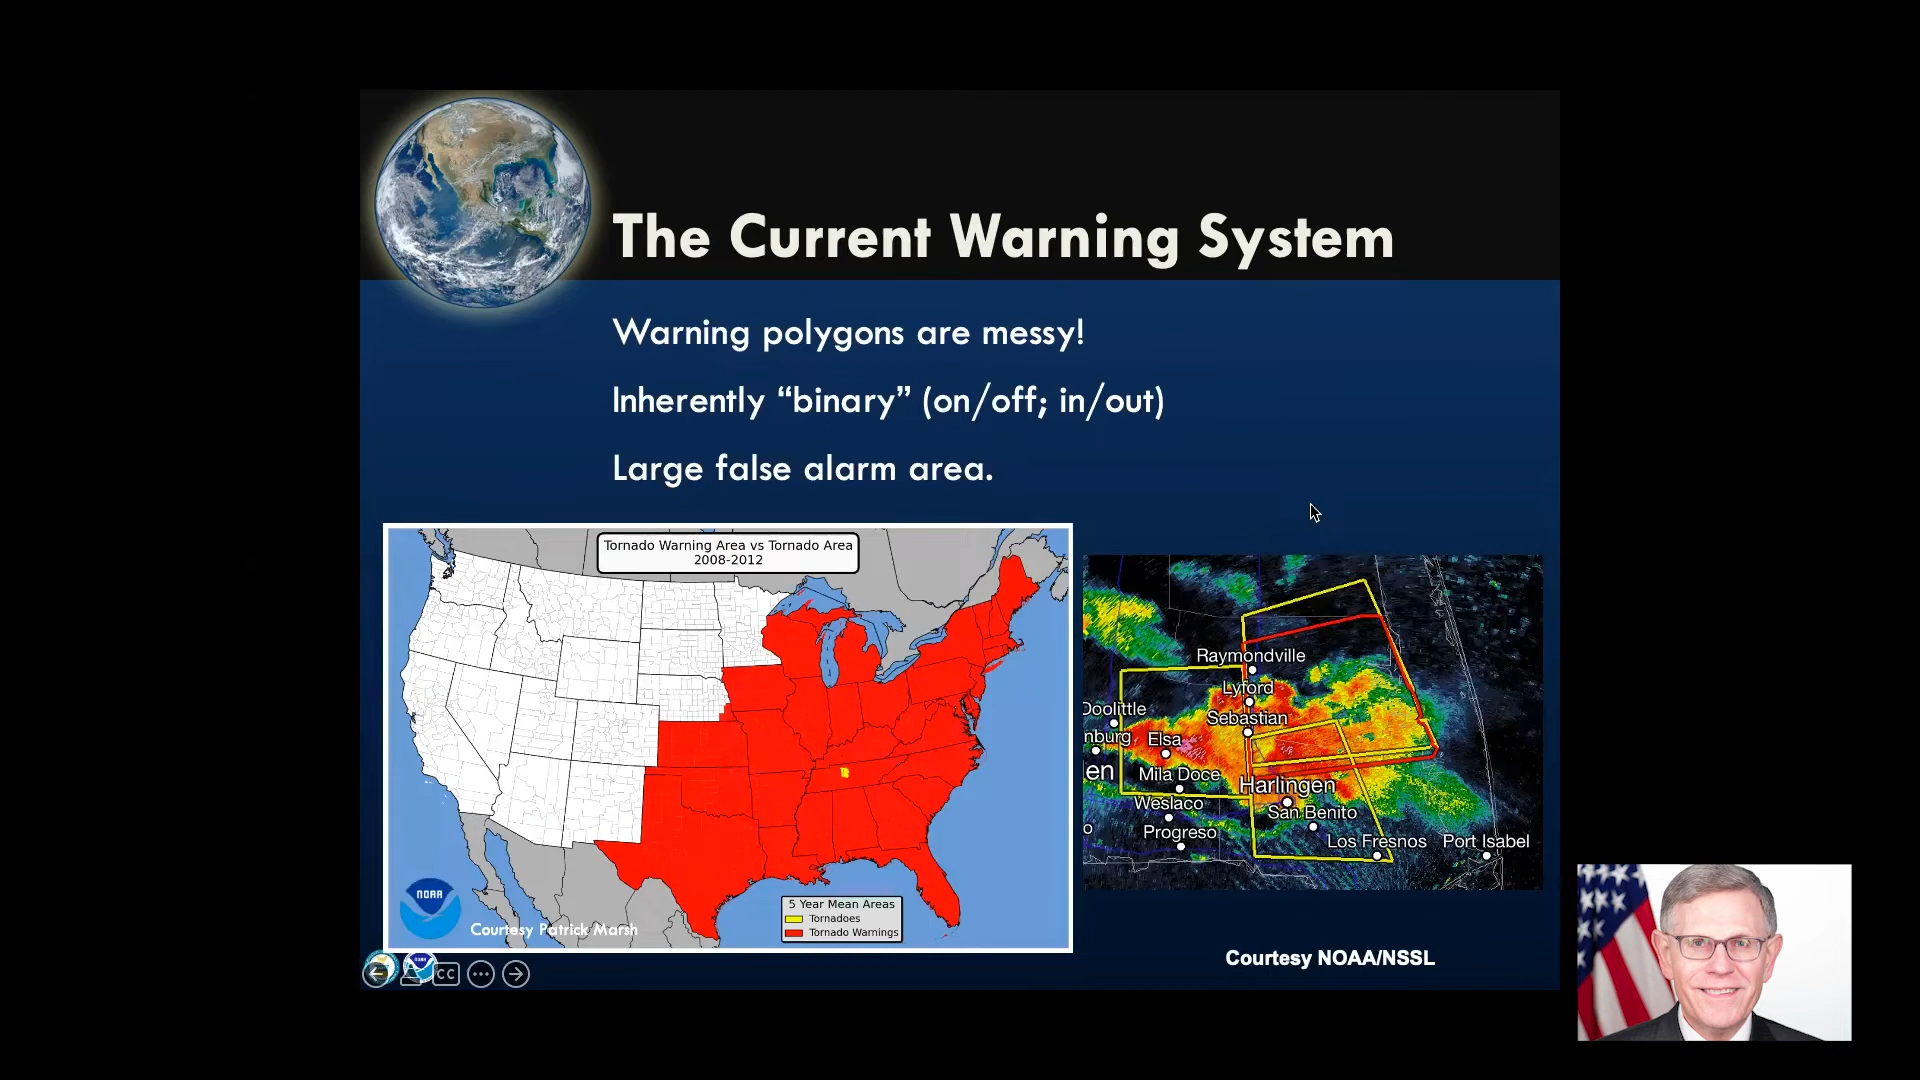 The Current Warning System
Warning polygons are messy!
Inherently “binary” (on/off; in/out)
Large false alarm area.
Tornado Warning Area vs Tornado Area
2008-2012
5 Year Mean Areas
Tornadoes
Tornado Warnings
NOAA
Courtesy Patrick Marsh
Raymondville
Lyford
Sebastian
Doolittle
nburg
Elsa
en
Mila Doce
Harlingen
Weslaco
San Benito
o
Progreso
Los Fresnos
Port Isabel
Courtesy NOAA/NSSL
CC